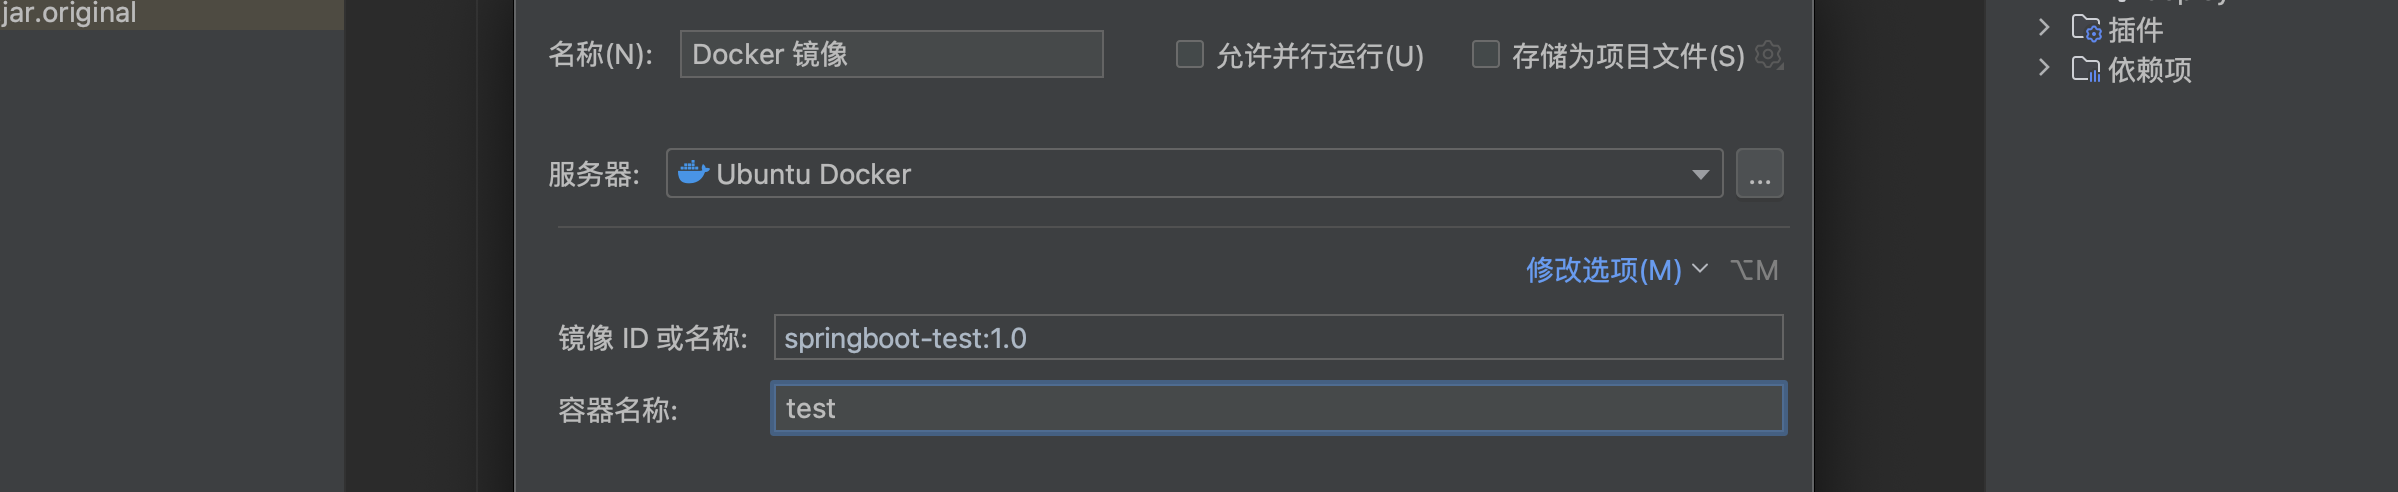 jar.original
名称(N): Docker 镜像 允许并行运行(U) 存储为项目文件(S)
插件
依赖项
服务器: Ubuntu Docker ...
修改选项(M) ⌥M
镜像 ID 或名称: springboot-test:1.0
容器名称: test